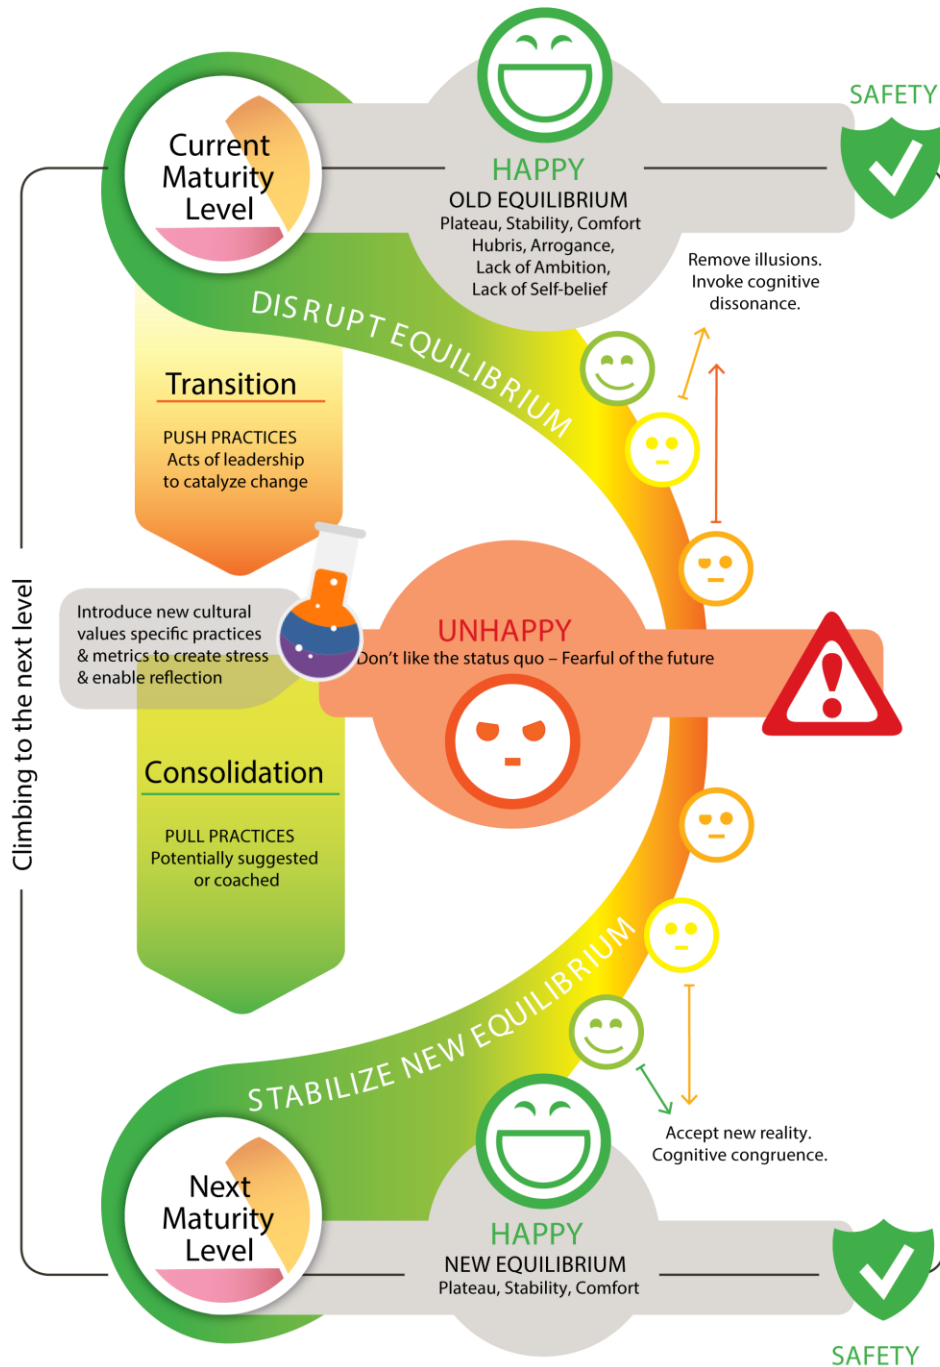 SAFETY
Current
Maturity
Level
HAPPY
OLD EQUILIBRIUM
Plateau, Stability, Comfort
Hubris, Arrogance,
Lack of Ambition,
Lack of Self-belief
Remove illusions.
Invoke cognitive
dissonance.
DISRUPT EQUILIBRIUM
Transition
PUSH PRACTICES
Acts of leadership
to catalyze change
Climbing to the next level
Introduce new cultural
values specific practices
& metrics to create stress
& enable reflection
UNHAPPY
Don't like the status quo – Fearful of the future
Consolidation
PULL PRACTICES
Potentially suggested
or coached
STABILIZE NEW EQUILIBRIUM
Accept new reality.
Cognitive congruence.
Next
Maturity
Level
HAPPY
NEW EQUILIBRIUM
Plateau, Stability, Comfort
SAFETY